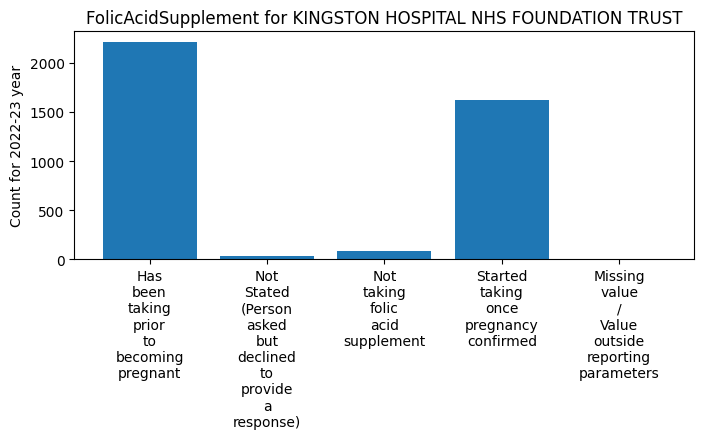 FolicAcidSupplement for KINGSTON HOSPITAL NHS FOUNDATION TRUST
Count for 2022-23 year
2000
1500
1000
500
0
Has
been
taking
prior
to
becoming
pregnant
Not
Stated
(Person
asked
but
declined
to
provide
a
response)
Not
taking
folic
acid
supplement
Started
taking
once
pregnancy
confirmed
Missing
value
/
Value
outside
reporting
parameters